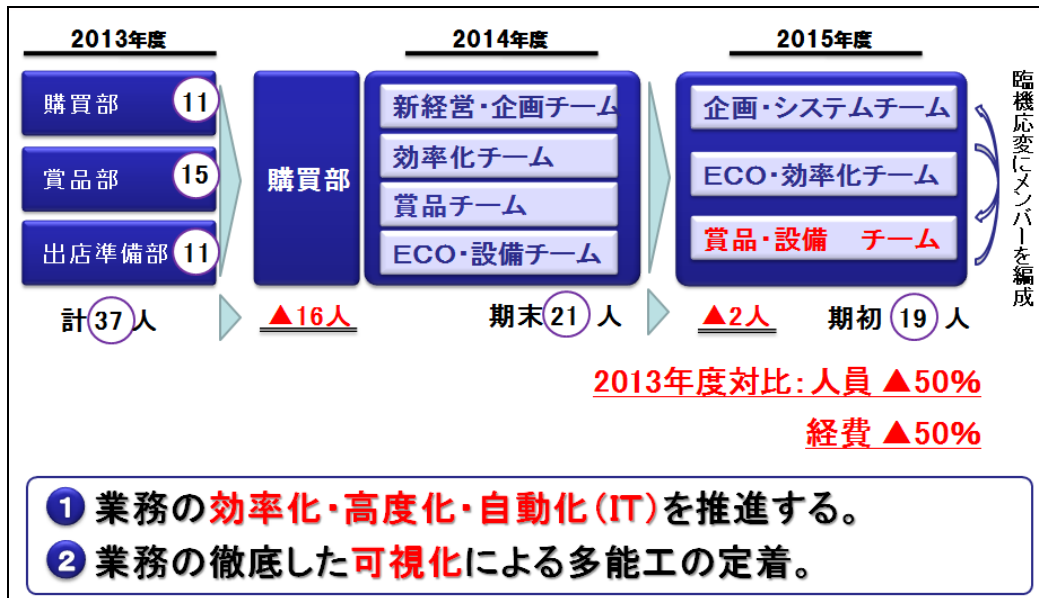 2013年度
2014年度
2015年度
購買部 11
賞品部 15
出店準備部 11
購買部
新経営・企画チーム
効率化チーム
賞品チーム
ECO・設備チーム
企画・システムチーム
ECO・効率化チーム
賞品・設備 チーム
臨機応変にメンバーを編成
計37人
▲16人
期末21人
▲2人
期初19人
2013年度対比:人員 ▲50%
経費 ▲50%
1 業務の効率化・高度化・自動化(IT)を推進する。
2 業務の徹底した可視化による多能工の定着。